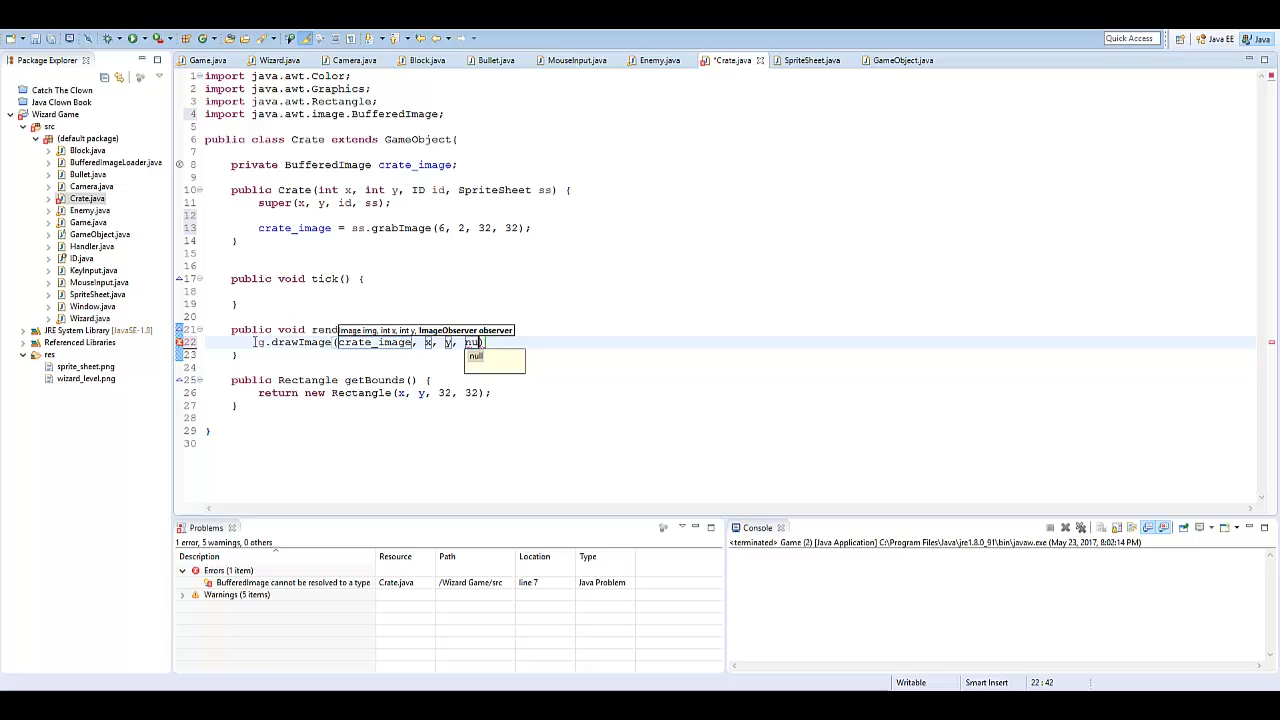 Quick Access
Java EE
Java
Package Explorer
Game.java
Wizard.java
Camera.java
Block.java
Bullet.java
MouseInput.java
Enemy.java
*Crate.java
SpriteSheet.java
GameObject.java
Catch The Clown
Java Clown Book
Wizard Game
src
(default package)
Block.java
BufferedImageLoader.java
Bullet.java
Camera.java
Crate.java
Enemy.java
Game.java
GameObject.java
Handler.java
ID.java
KeyInput.java
MouseInput.java
SpriteSheet.java
Window.java
Wizard.java
JRE System Library [JavaSE-1.8]
Referenced Libraries
res
sprite_sheet.png
wizard_level.png
1 import java.awt.Color;
2 import java.awt.Graphics;
3 import java.awt.Rectangle;
4 import java.awt.image.BufferedImage;
5
6 public class Crate extends GameObject{
7
8 private BufferedImage crate_image;
9
10 public Crate(int x, int y, ID id, SpriteSheet ss) {
11 super(x, y, id, ss);
12
13 crate_image = ss.grabImage(6, 2, 32, 32);
14 }
15
16
17 public void tick() {
18
19 }
20
21 public void rend
image img, int x, int y, ImageObserver observer
22 g.drawImage(crate_image, x, y, nu)
null
23 }
24
25 public Rectangle getBounds() {
26 return new Rectangle(x, y, 32, 32);
27 }
28
29 }
30
Problems
1 error, 5 warnings, 0 others
Description Resource Path Location Type
Errors (1 item)
BufferedImage cannot be resolved to a type Crate.java /Wizard Game/src line 7 Java Problem
Warnings (5 items)
Console
<terminated> Game (2) [Java Application] C:\Program Files\Java\jre1.8.0_91\bin\javaw.exe (May 23, 2017, 8:02:14 PM)
Writable
Smart Insert
22 : 42